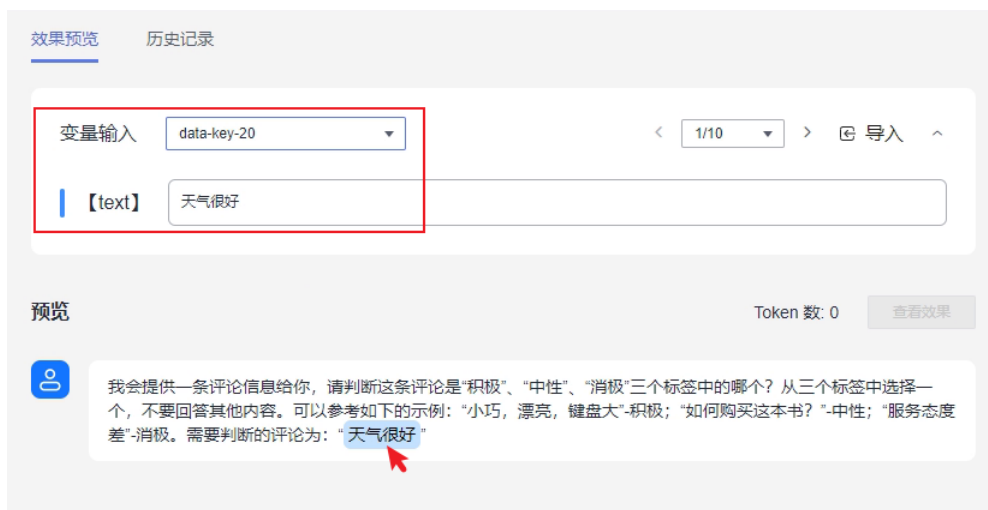 效果预览 历史记录
变量输入 data-key-20 1/10 导入
【text】 天气很好
预览 Token 数: 0 查看效果
我会提供一条评论信息给你，请判断这条评论是“积极”、“中性”、“消极”三个标签中的哪个？从三个标签中选择一
个，不要回答其他内容。可以参考如下的示例：“小巧，漂亮，键盘大”-积极；“如何购买这本书？”-中性；“服务态度
差”-消极。需要判断的评论为：“ 天气很好 ”